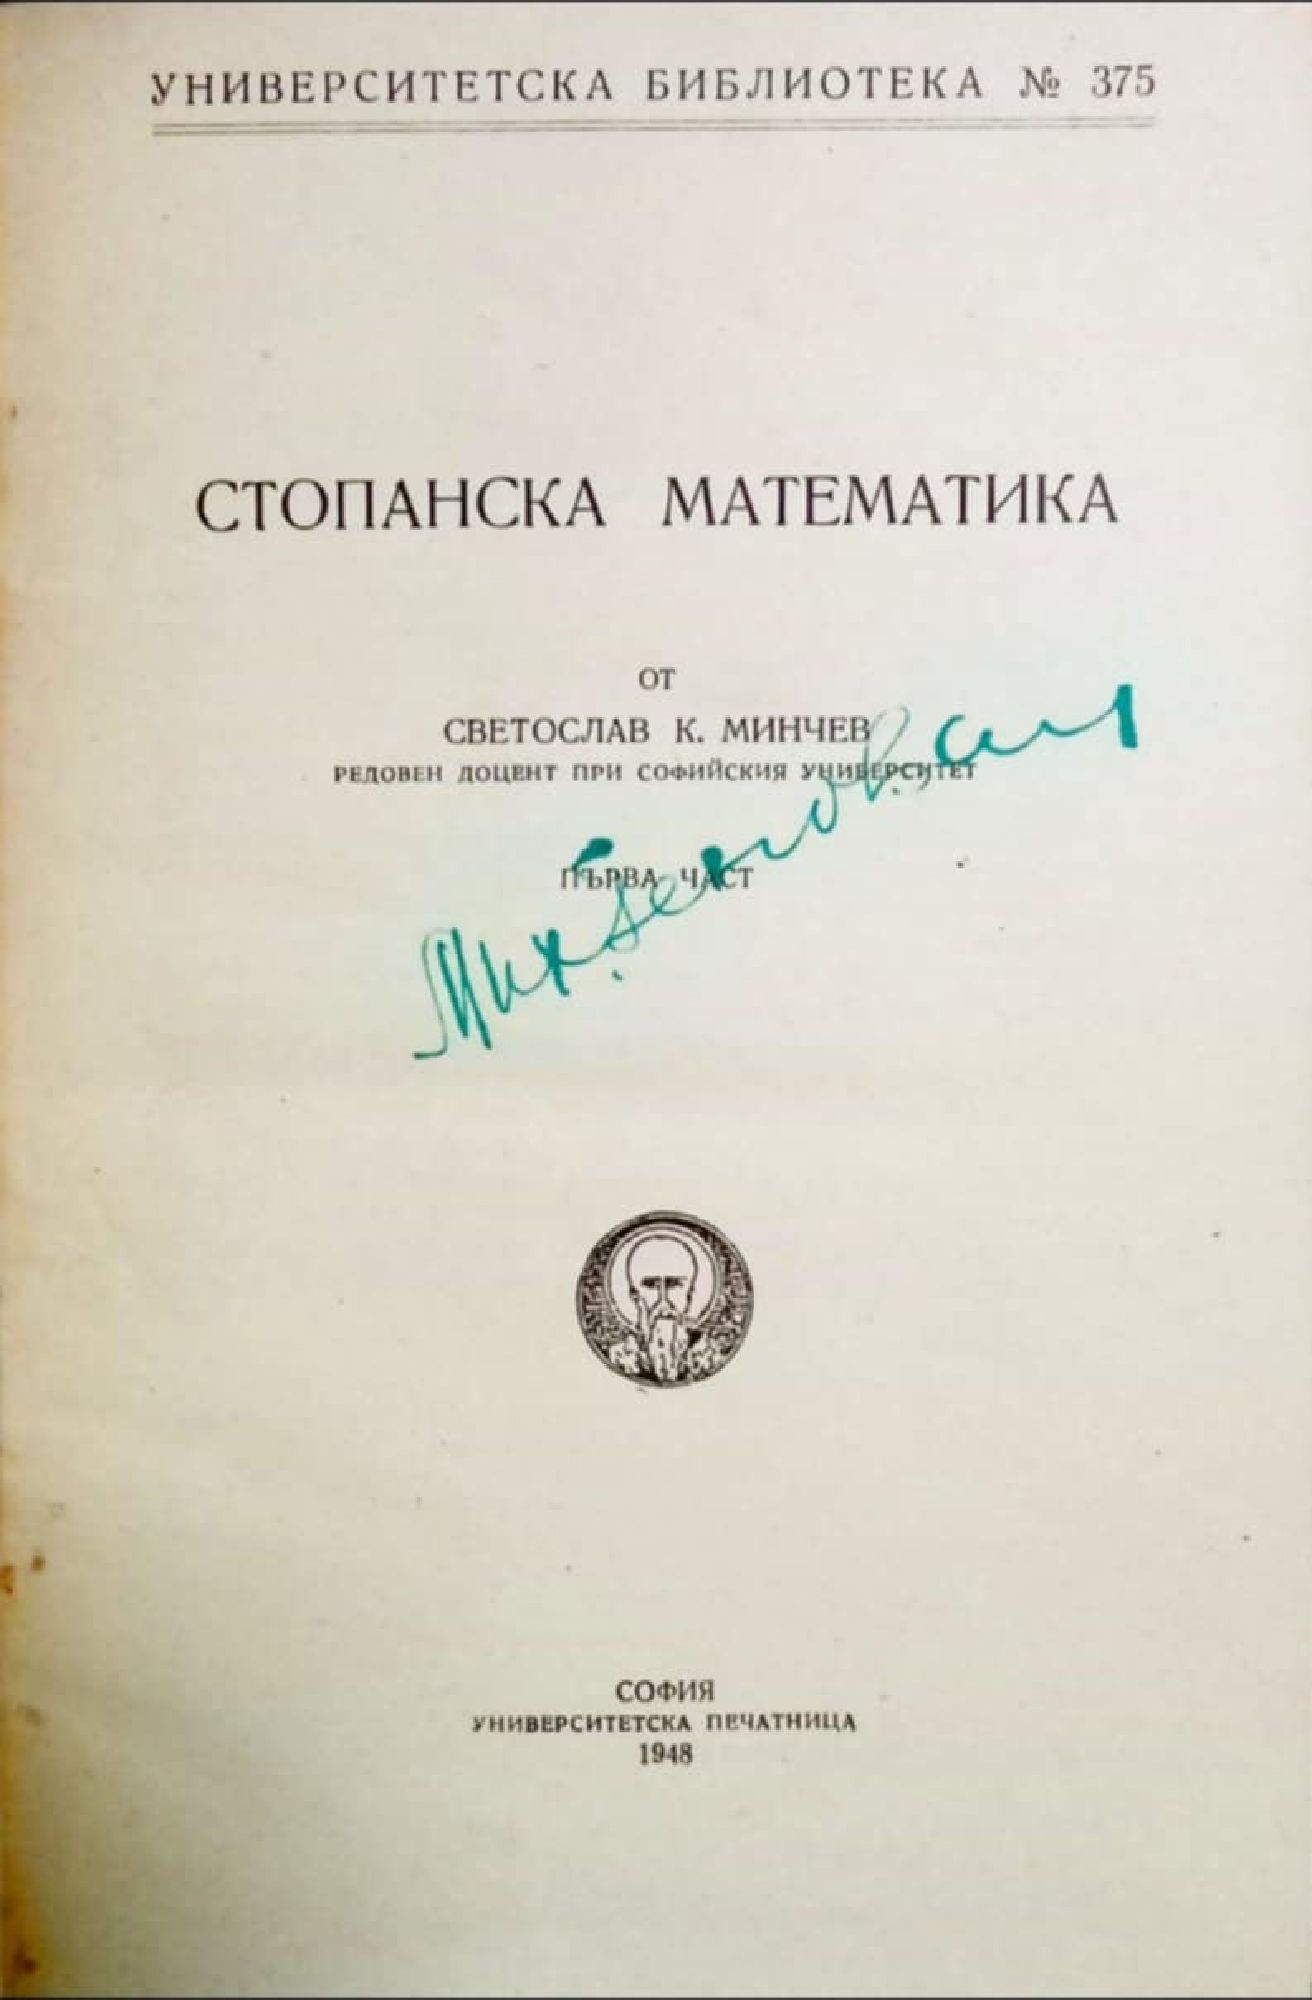 УНИВЕРСИТЕТСКА БИБЛИОТЕКА № 375
СТОПАНСКА МАТЕМАТИКА
ОТ
СВЕТОСЛАВ К. МИНЧЕВ
РЕДОВЕН ДОЦЕНТ ПРИ СОФИЙСКИЯ УНИВЕРСИТЕТ
ПЪРВА ЧАСТ
СОФИЯ
УНИВЕРСИТЕТСКА ПЕЧАТНИЦА
1948